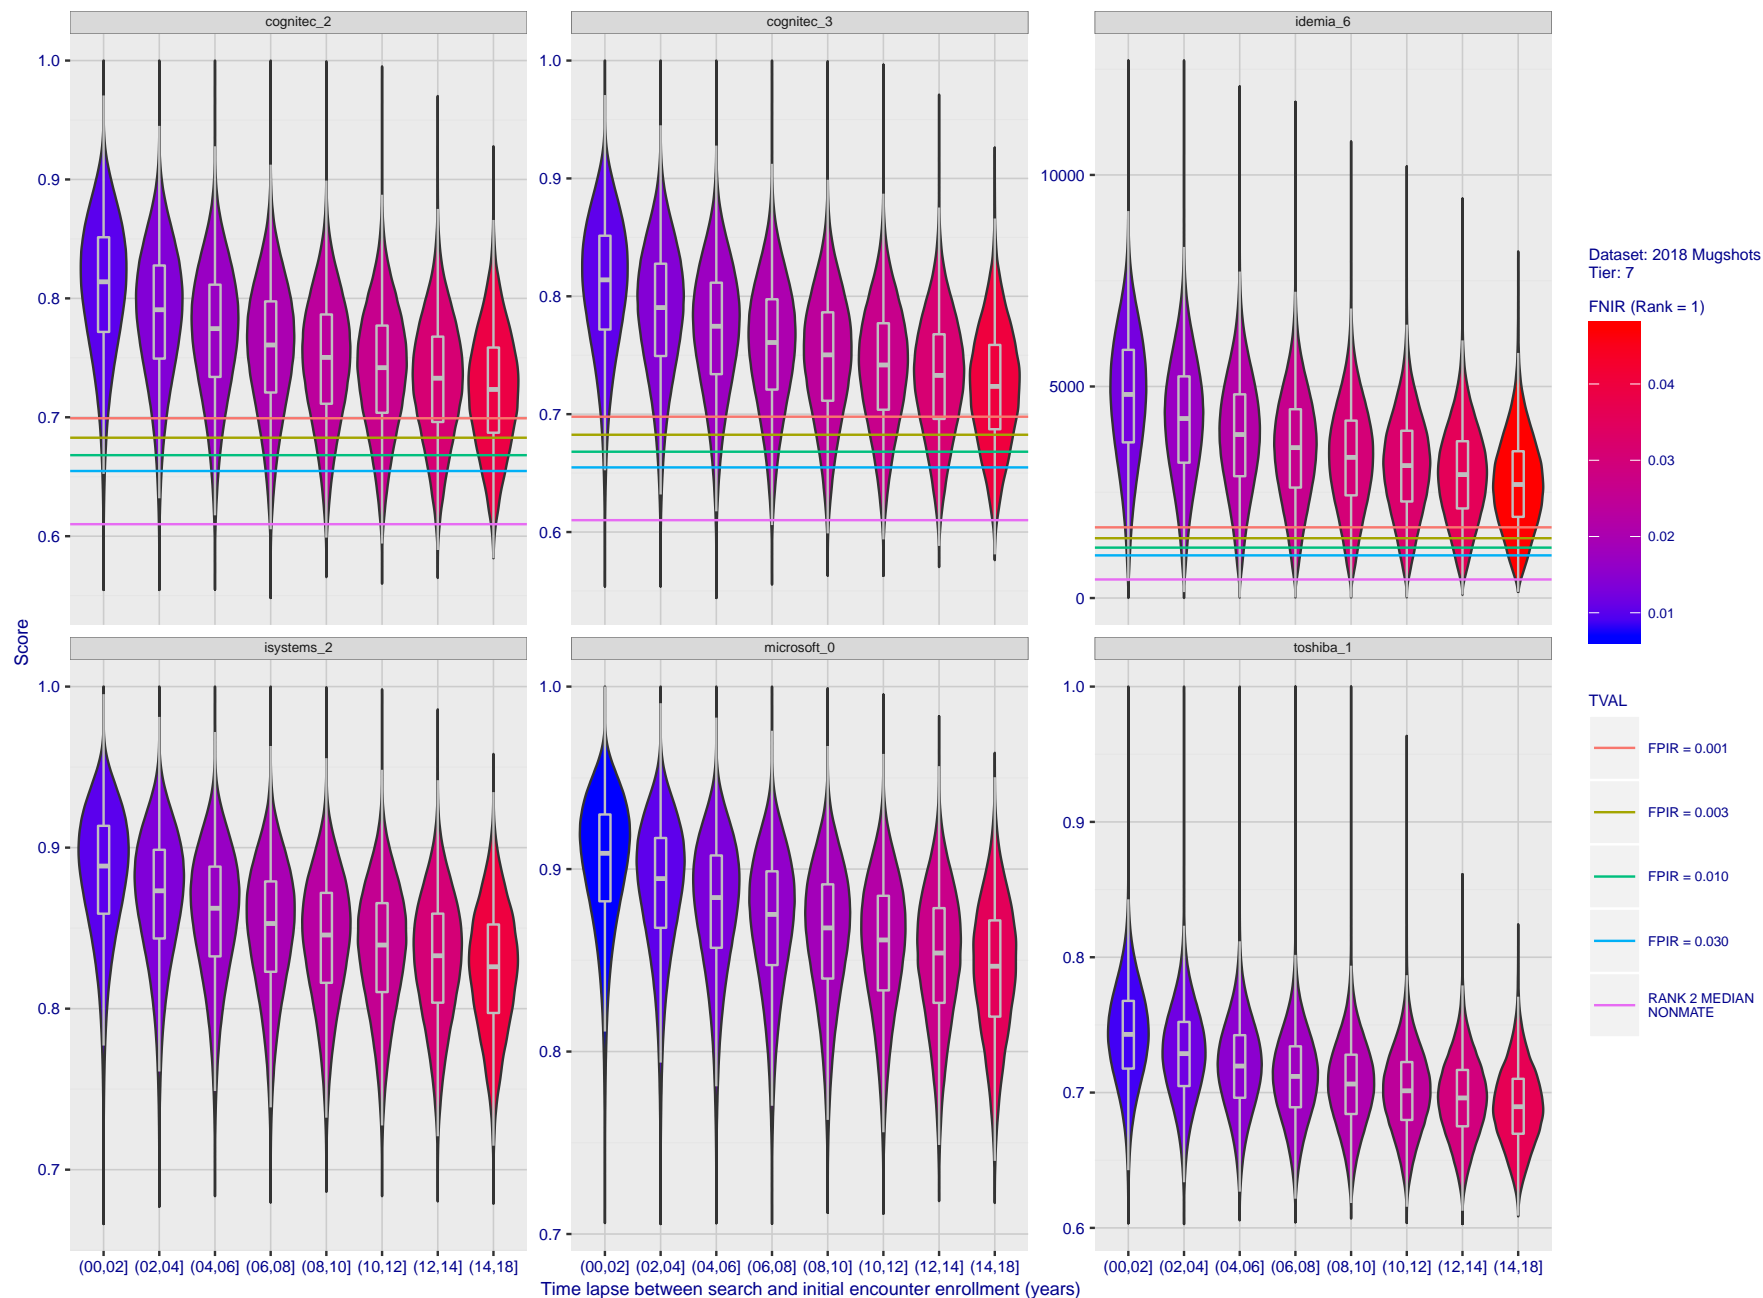 cognitec_2
cognitec_3
idemia_6
1.0
0.9
0.8
0.7
0.6
1.0
0.9
0.8
0.7
0.6
10000
5000
0
isystems_2
microsoft_0
toshiba_1
1.0
0.9
0.8
0.7
1.0
0.9
0.8
0.7
1.0
0.9
0.8
0.7
0.6
Score
(00,02] (02,04] (04,06] (06,08] (08,10] (10,12] (12,14] (14,18]
(00,02] (02,04] (04,06] (06,08] (08,10] (10,12] (12,14] (14,18]
(00,02] (02,04] (04,06] (06,08] (08,10] (10,12] (12,14] (14,18]
Time lapse between search and initial encounter enrollment (years)
Dataset: 2018 Mugshots
Tier: 7
FNIR (Rank = 1)
0.04
0.03
0.02
0.01
TVAL
FPIR = 0.001
FPIR = 0.003
FPIR = 0.010
FPIR = 0.030
RANK 2 MEDIAN
NONMATE